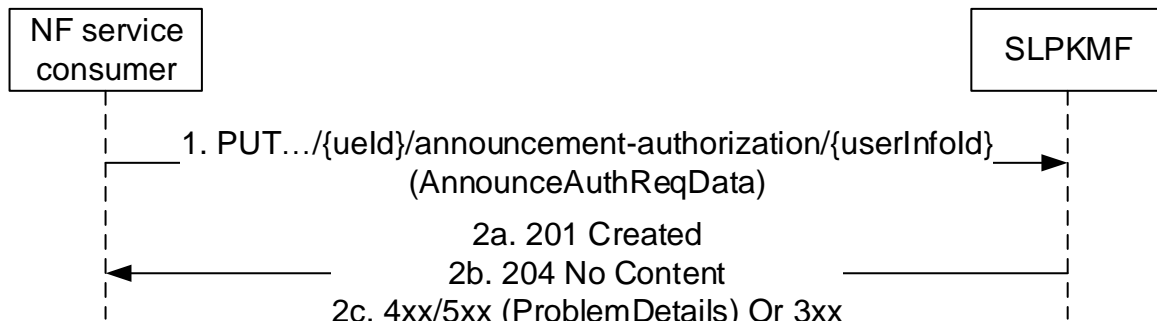 NF service
consumer
SLPKMF
1. PUT…/{ueId}/announcement-authorization/{userInfoId}
(AnnounceAuthReqData)
2a. 201 Created
2b. 204 No Content
2c. 4xx/5xx (ProblemDetails) Or 3xx